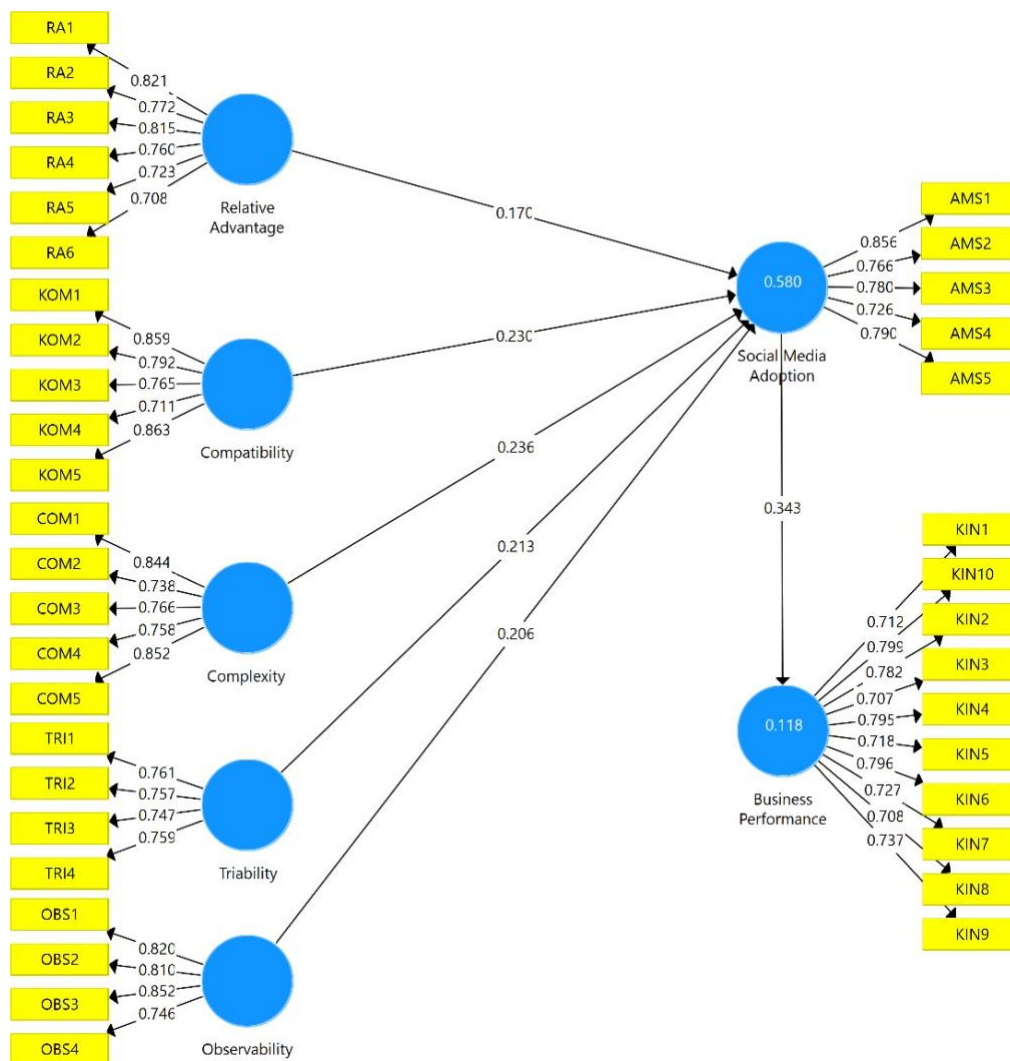 RA1
RA2
RA3
RA4
RA5
RA6
0.821
0.772
0.815
0.760
0.723
0.708
Relative
Advantage
KOM1
KOM2
KOM3
KOM4
KOM5
0.859
0.792
0.765
0.711
0.863
Compatibility
COM1
COM2
COM3
COM4
COM5
0.844
0.738
0.766
0.758
0.852
Complexity
TRI1
TRI2
TRI3
TRI4
0.761
0.757
0.747
0.759
Triability
OBS1
OBS2
OBS3
OBS4
0.820
0.810
0.852
0.746
Observability
0.170
0.230
0.236
0.213
0.206
0.580
Social Media
Adoption
0.856
0.766
0.780
0.726
0.790
AMS1
AMS2
AMS3
AMS4
AMS5
0.343
0.118
Business
Performance
0.712
0.799
0.782
0.707
0.795
0.718
0.796
0.727
0.708
0.737
KIN1
KIN10
KIN2
KIN3
KIN4
KIN5
KIN6
KIN7
KIN8
KIN9